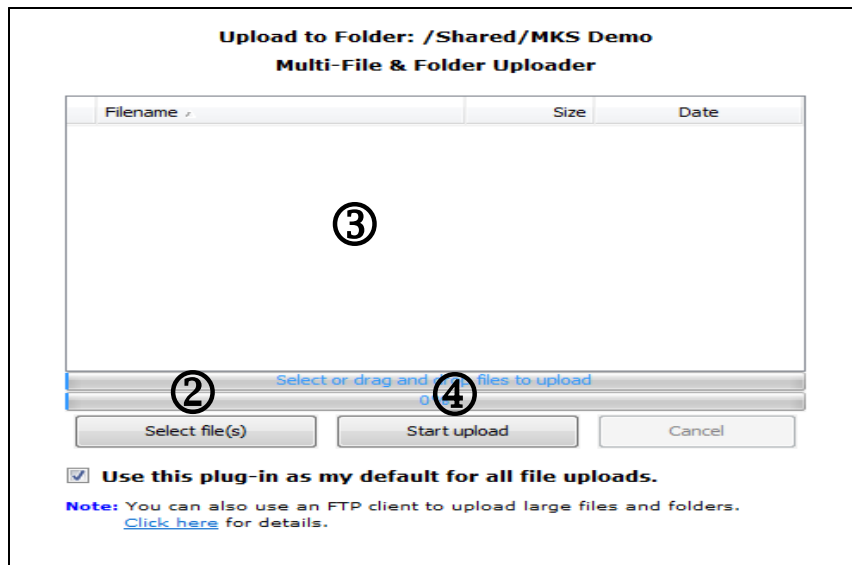 Upload to Folder: /Shared/MKS Demo
Multi-File & Folder Uploader
Filename Size Date
③
Select or drag and drop files to upload
② ④
0
Select file(s) Start upload Cancel
Use this plug-in as my default for all file uploads.
Note: You can also use an FTP client to upload large files and folders.
Click here for details.